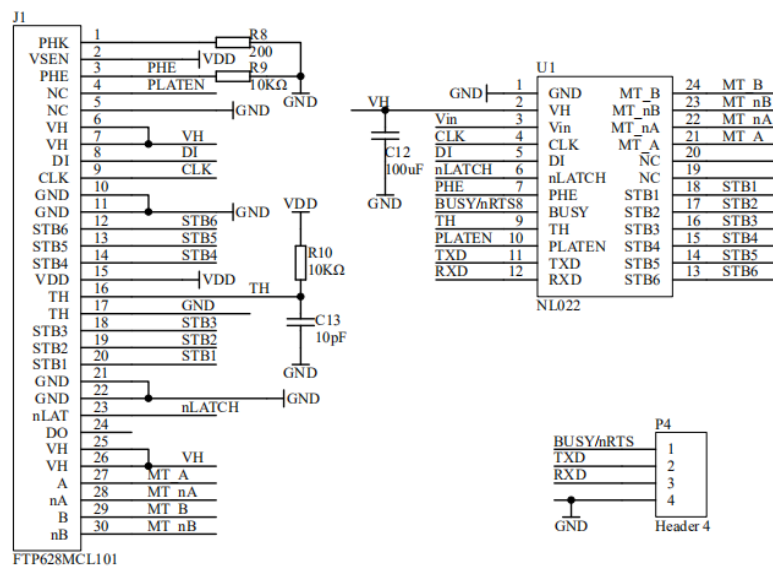 J1
PHK 1 R8
200
VSEN 2 VDD
PHE 3 PHE R9
10KΩ
NC 4 PLATEN
GND
NC 5 GND
VH 6
VH 7 VH
DI 8 DI
CLK 9 CLK
GND 10
GND 11 GND
STB6 12 STB6
STB5 13 STB5
STB4 14 STB4
VDD 15 VDD
TH 16 TH
TH 17 GND
STB3 18 STB3
STB2 19 STB2
STB1 20 STB1
GND 21
GND 22 GND
nLAT 23 nLATCH
DO 24
VH 25
VH 26 VH
A 27 MT_A
nA 28 MT_nA
B 29 MT_B
nB 30 MT_nB
FTP628MCL101
VDD
R10
10KΩ
C13
10pF
GND
VH
C12
100uF
GND
U1
GND 1 GND MT_B 24 MT_B
2 VH MT_nB 23 MT_nB
Vin 3 Vin MT_nA 22 MT_nA
CLK 4 CLK MT_A 21 MT_A
DI 5 DI NC 20
nLATCH 6 nLATCH NC 19
PHE 7 PHE STB1 18 STB1
BUSY/nRTS 8 BUSY STB2 17 STB2
TH 9 TH STB3 16 STB3
PLATEN 10 PLATEN STB4 15 STB4
TXD 11 TXD STB5 14 STB5
RXD 12 RXD STB6 13 STB6
NL022
P4
BUSY/nRTS 1
TXD 2
RXD 3
4
GND
Header 4